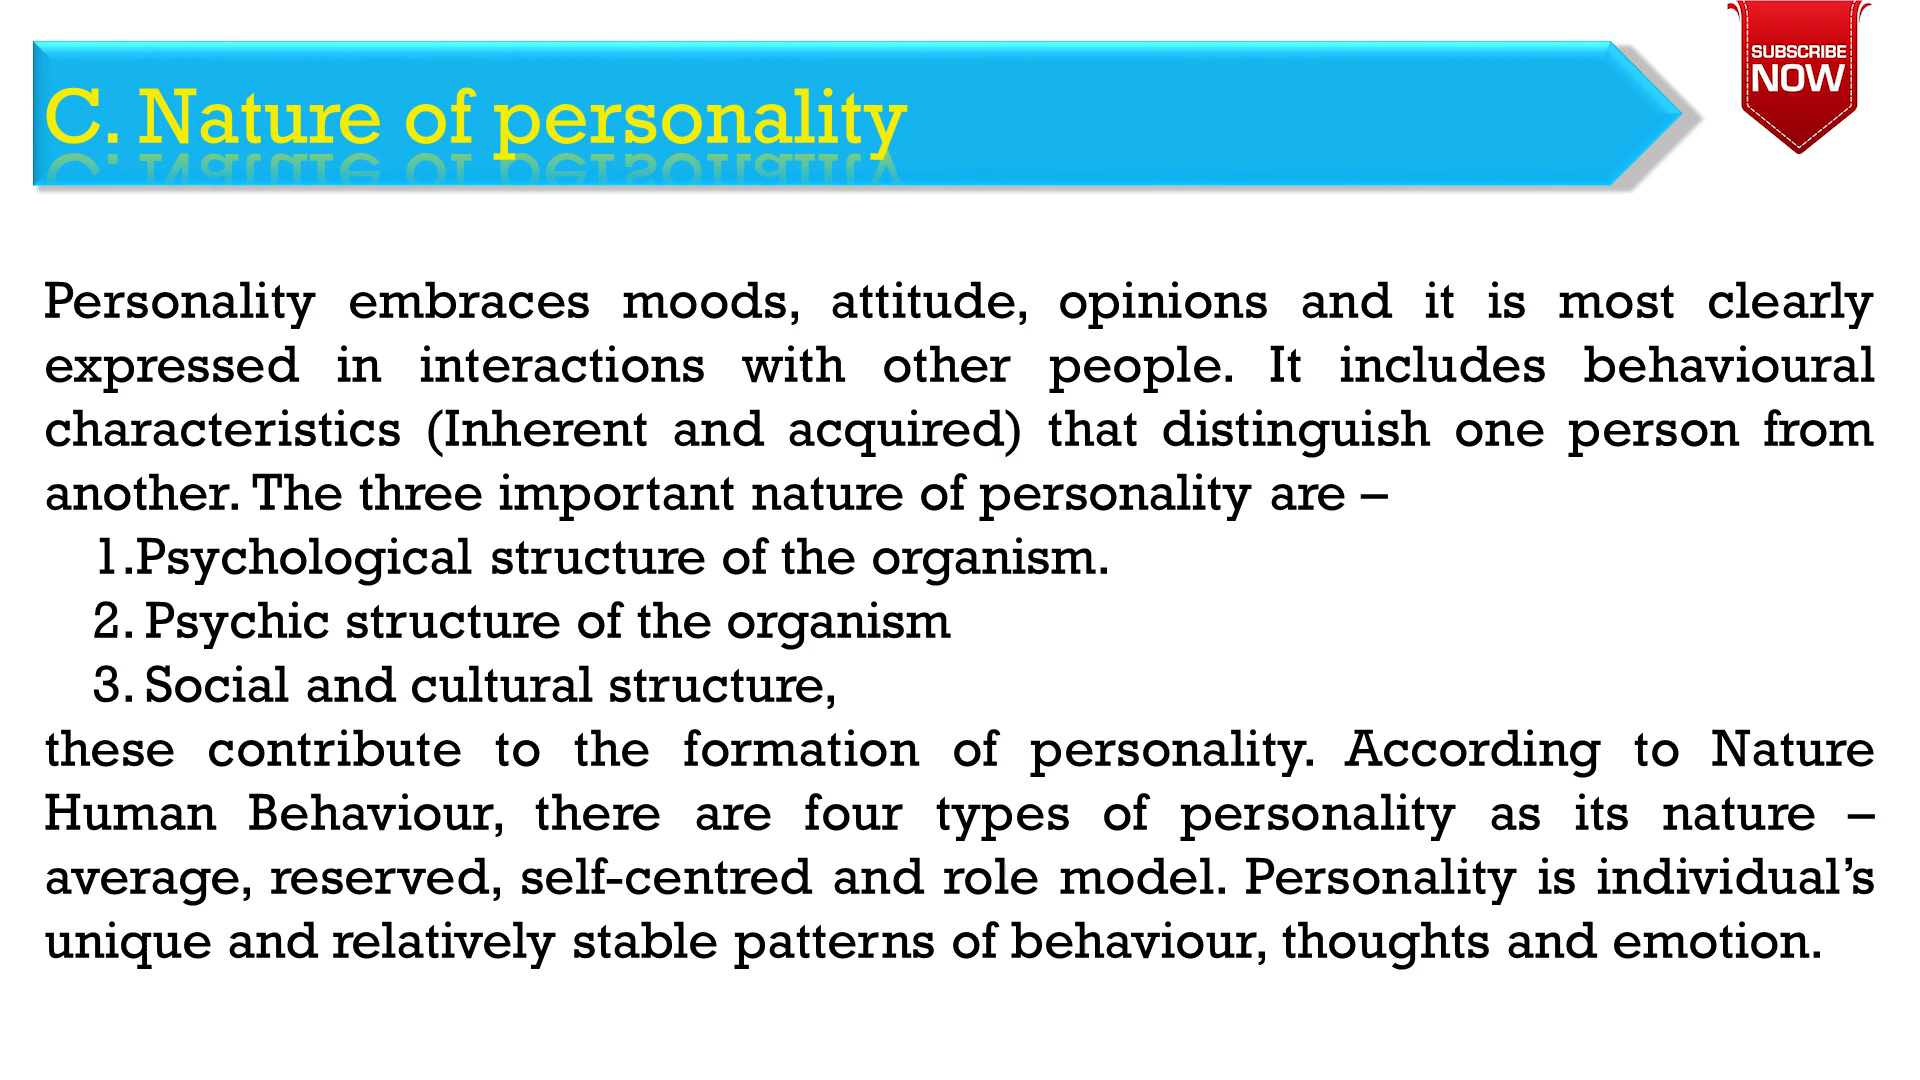 SUBSCRIBE
NOW
C. Nature of personality
Personality embraces moods, attitude, opinions and it is most clearly
expressed in interactions with other people. It includes behavioural
characteristics (Inherent and acquired) that distinguish one person from
another. The three important nature of personality are –
1.Psychological structure of the organism.
2. Psychic structure of the organism
3. Social and cultural structure,
these contribute to the formation of personality. According to Nature
Human Behaviour, there are four types of personality as its nature –
average, reserved, self-centred and role model. Personality is individual’s
unique and relatively stable patterns of behaviour, thoughts and emotion.